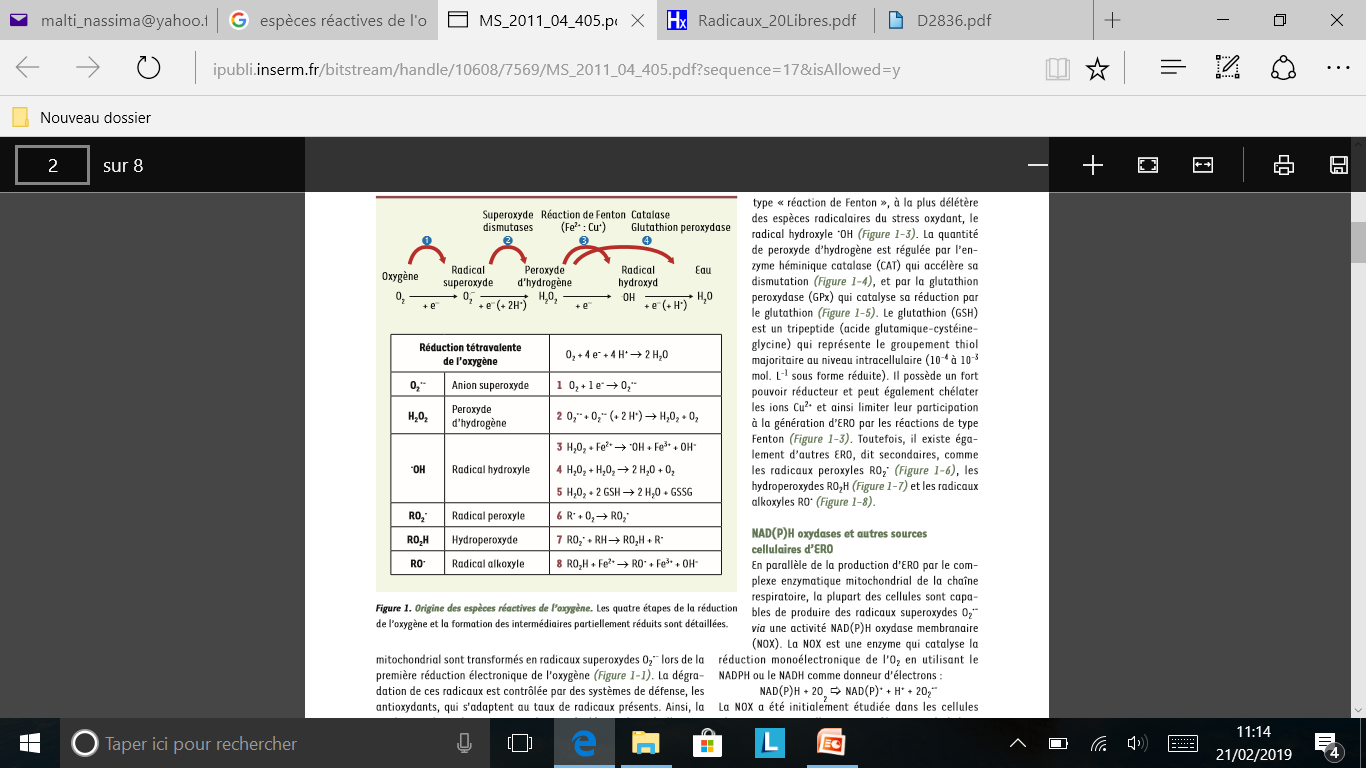 malti_nassima@yahoo.f
espèces réactives de l'o
MS_2011_04_405.pc
Radicaux_20Libres.pdf
D2836.pdf
ipubli.inserm.fr/bitstream/handle/10608/7569/MS_2011_04_405.pdf?sequence=17&isAllowed=y
Nouveau dossier
2 sur 8
Superoxyde Réaction de Fenton Catalase
dismutases (Fe²⁺ : Cu⁺) Glutathion peroxydase
1 2 3 4
Oxygène Radical superoxyde Peroxyde d'hydrogène Radical hydroxyd Eau
O₂ → O₂·⁻ → H₂O₂ → ·OH → H₂O
+ e⁻ + e⁻(+ 2H⁺) + e⁻ + e⁻(+ H⁺)
Réduction tétravalente
de l'oxygène
O₂ + 4 e⁻ + 4 H⁺ → 2 H₂O
O₂·⁻ Anion superoxyde 1 O₂ + 1 e⁻ → O₂·⁻
H₂O₂ Peroxyde d'hydrogène 2 O₂·⁻ + O₂·⁻ (+ 2 H⁺) → H₂O₂ + O₂
·OH Radical hydroxyle 3 H₂O₂ + Fe²⁺ → ·OH + Fe³⁺ + OH⁻
4 H₂O₂ + H₂O₂ → 2 H₂O + O₂
5 H₂O₂ + 2 GSH → 2 H₂O + GSSG
RO₂· Radical peroxyle 6 R· + O₂ → RO₂·
RO₂H Hydroperoxyde 7 RO₂· + RH → RO₂H + R·
RO· Radical alkoxyle 8 RO₂H + Fe²⁺ → RO· + Fe³⁺ + OH⁻
Figure 1. Origine des espèces réactives de l'oxygène. Les quatre étapes de la réduction
de l'oxygène et la formation des intermédiaires partiellement réduits sont détaillées.
mitochondrial sont transformés en radicaux superoxydes O₂·⁻ lors de la
première réduction électronique de l'oxygène (Figure 1-1). La dégra-
dation de ces radicaux est contrôlée par des systèmes de défense, les
antioxydants, qui s'adaptent au taux de radicaux présents. Ainsi, la
type « réaction de Fenton », à la plus délétère
des espèces radicalaires du stress oxydant, le
radical hydroxyle ·OH (Figure 1-3). La quantité
de peroxyde d'hydrogène est régulée par l'en-
zyme héminique catalase (CAT) qui accélère sa
dismutation (Figure 1-4), et par la glutathion
peroxydase (GPx) qui catalyse sa réduction par
le glutathion (Figure 1-5). Le glutathion (GSH)
est un tripeptide (acide glutamique-cystéine-
glycine) qui représente le groupement thiol
majoritaire au niveau intracellulaire (10⁻⁴ à 10⁻³
mol. L⁻¹ sous forme réduite). Il possède un fort
pouvoir réducteur et peut également chélater
les ions Cu²⁺ et ainsi limiter leur participation
à la génération d'ERO par les réactions de type
Fenton (Figure 1-3). Toutefois, il existe éga-
lement d'autres ERO, dit secondaires, comme
les radicaux peroxyles RO₂· (Figure 1-6), les
hydroperoxydes RO₂H (Figure 1-7) et les radicaux
alkoxyles RO· (Figure 1-8).
NAD(P)H oxydases et autres sources
cellulaires d'ERO
En parallèle de la production d'ERO par le com-
plexe enzymatique mitochondrial de la chaîne
respiratoire, la plupart des cellules sont capa-
bles de produire des radicaux superoxydes O₂·⁻
via une activité NAD(P)H oxydase membranaire
(NOX). La NOX est une enzyme qui catalyse la
réduction monoélectronique de l'O₂ en utilisant le
NADPH ou le NADH comme donneur d'électrons :
NAD(P)H + 2O₂ ⇨ NAD(P)⁺ + H⁺ + 2O₂·⁻
La NOX a été initialement étudiée dans les cellules
Taper ici pour rechercher
11:14
21/02/2019
4